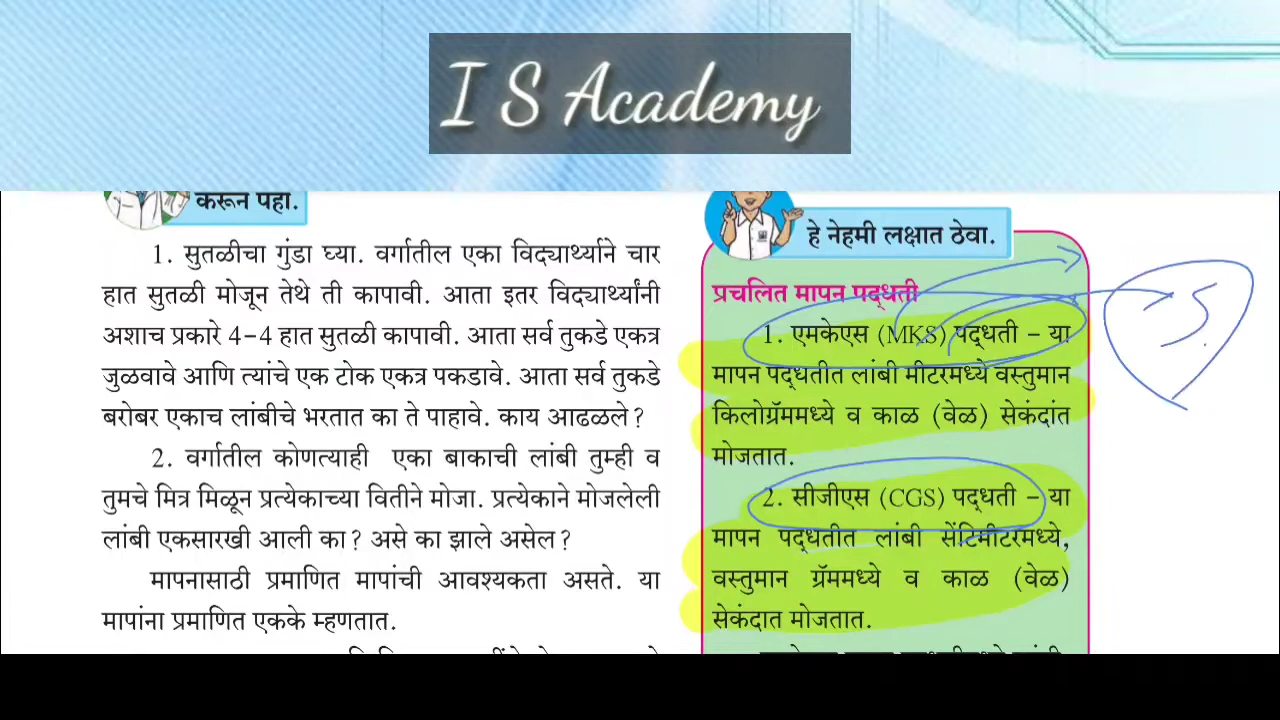 I S Academy
करून पहा.
1. सुतळीचा गुंडा घ्या. वर्गातील एका विद्यार्थ्याने चार
हात सुतळी मोजून तेथे ती कापावी. आता इतर विद्यार्थ्यांनी
अशाच प्रकारे 4-4 हात सुतळी कापावी. आता सर्व तुकडे एकत्र
जुळवावे आणि त्यांचे एक टोक एकत्र पकडावे. आता सर्व तुकडे
बरोबर एकाच लांबीचे भरतात का ते पाहावे. काय आढळले?
2. वर्गातील कोणत्याही एका बाकाची लांबी तुम्ही व
तुमचे मित्र मिळून प्रत्येकाच्या वितीने मोजा. प्रत्येकाने मोजलेली
लांबी एकसारखी आली का? असे का झाले असेल?
मापनासाठी प्रमाणित मापांची आवश्यकता असते. या
मापांना प्रमाणित एकके म्हणतात.
हे नेहमी लक्षात ठेवा.
प्रचलित मापन पद्धती
1. एमकेएस (MKS) पद्धती - या
मापन पद्धतीत लांबी मीटरमध्ये वस्तुमान
किलोग्रॅममध्ये व काळ (वेळ) सेकंदांत
मोजतात.
2. सीजीएस (CGS) पद्धती - या
मापन पद्धतीत लांबी सेंटिमीटरमध्ये,
वस्तुमान ग्रॅममध्ये व काळ (वेळ)
सेकंदात मोजतात.